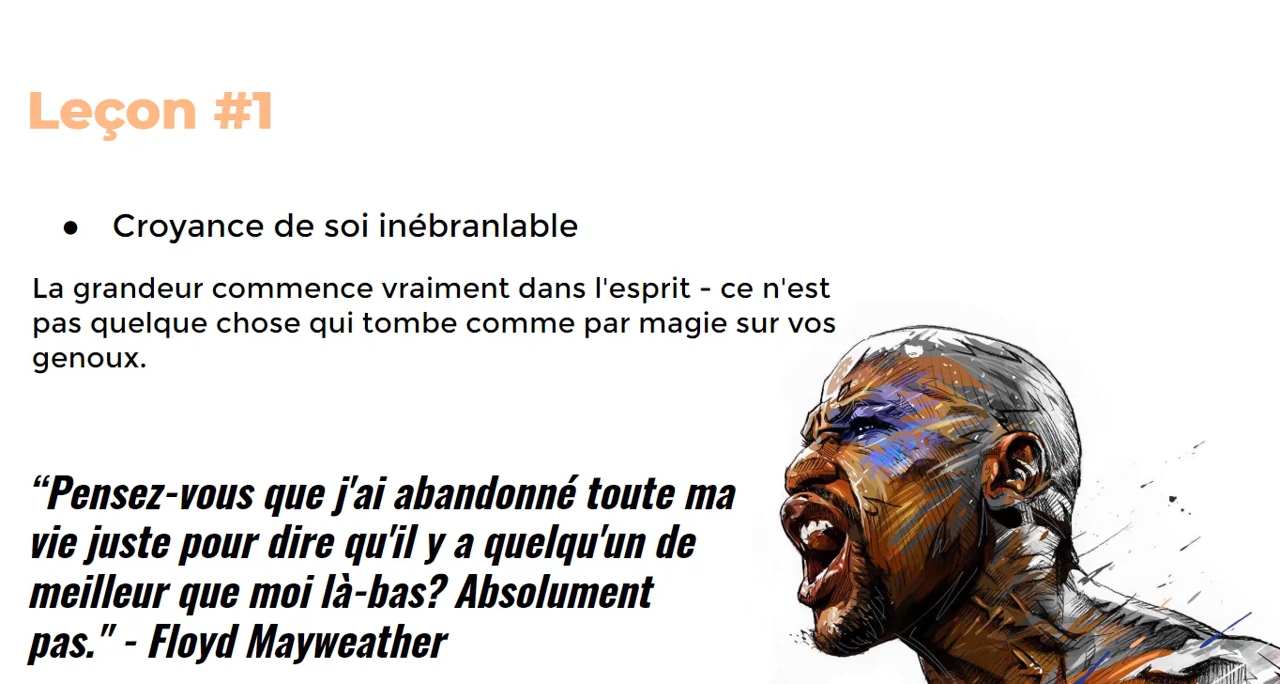 Leçon #1
● Croyance de soi inébranlable
La grandeur commence vraiment dans l'esprit - ce n'est
pas quelque chose qui tombe comme par magie sur vos
genoux.
“Pensez-vous que j'ai abandonné toute ma
vie juste pour dire qu'il y a quelqu'un de
meilleur que moi là-bas? Absolument
pas." - Floyd Mayweather